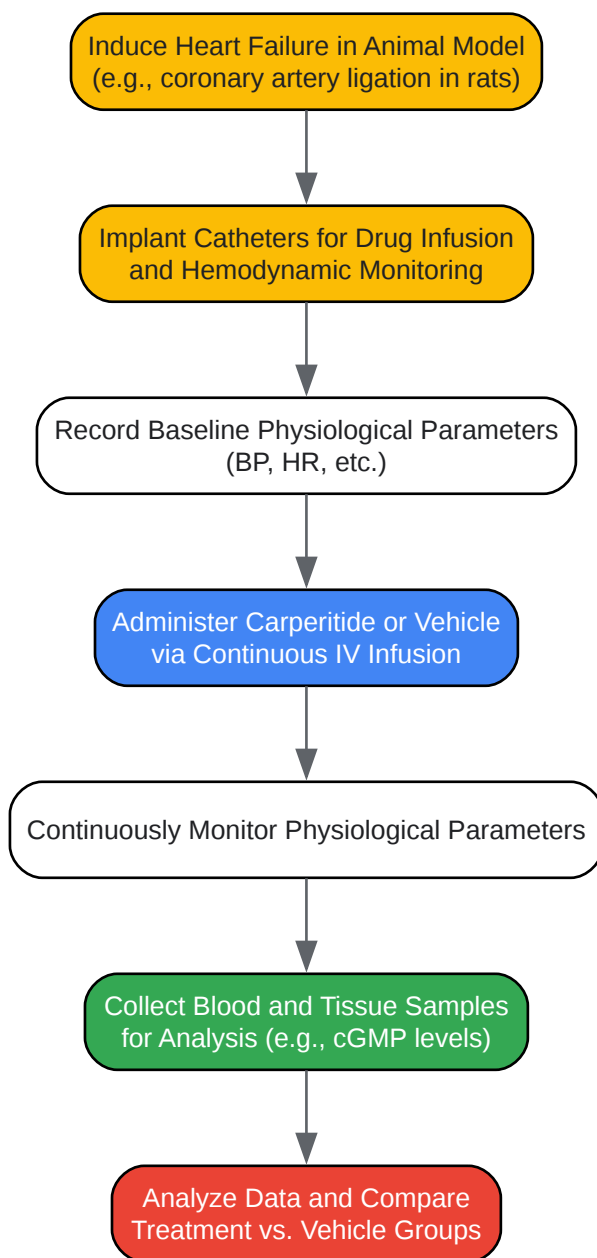 Induce Heart Failure in Animal Model
(e.g., coronary artery ligation in rats)
Implant Catheters for Drug Infusion
and Hemodynamic Monitoring
Record Baseline Physiological Parameters
(BP, HR, etc.)
Administer Carperitide or Vehicle
via Continuous IV Infusion
Continuously Monitor Physiological Parameters
Collect Blood and Tissue Samples
for Analysis (e.g., cGMP levels)
Analyze Data and Compare
Treatment vs. Vehicle Groups